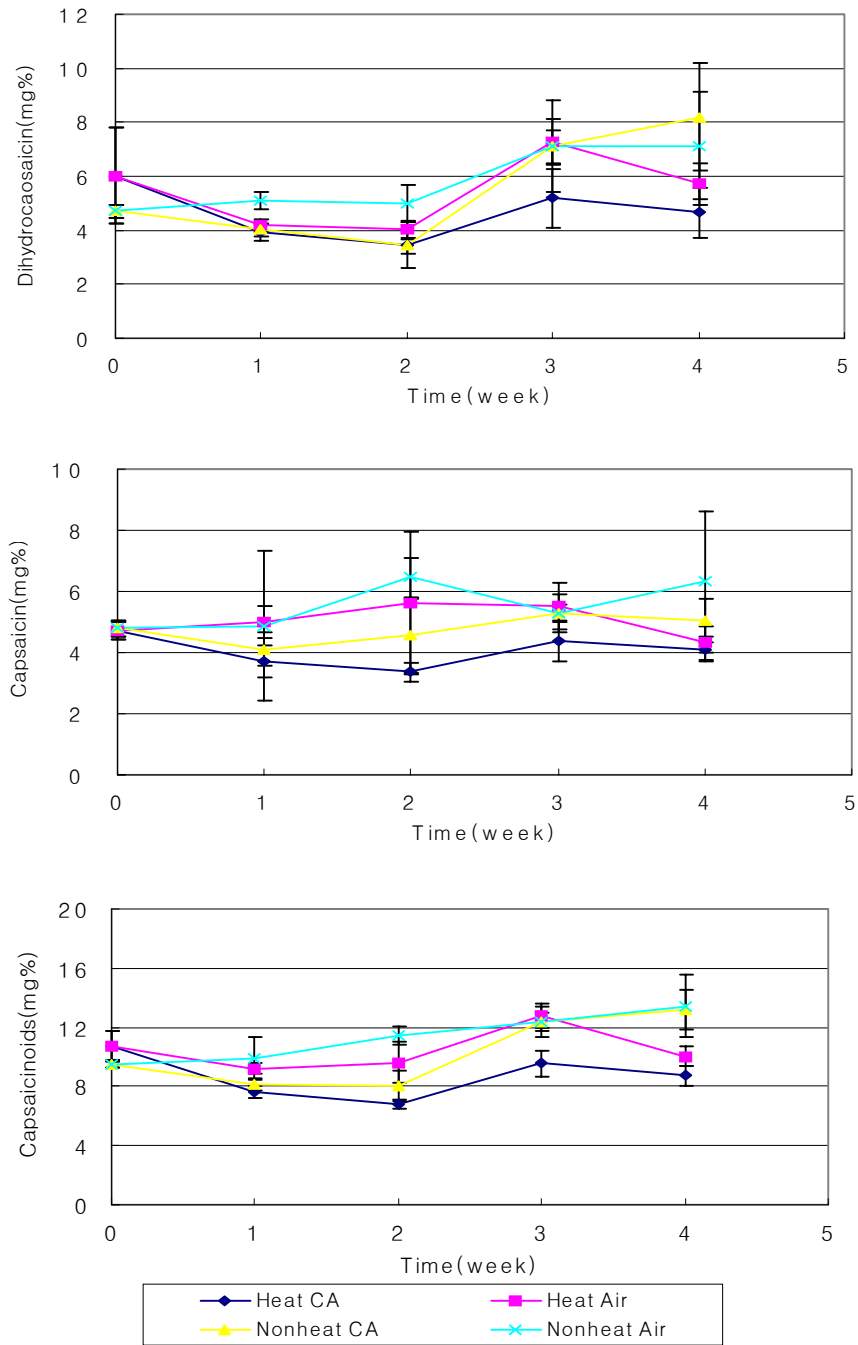 Dihydrocaosaicin(mg%)
12
10
8
6
4
2
0
0 1 2 3 4 5
Time(week)
Capsaicin(mg%)
10
8
6
4
2
0
0 1 2 3 4 5
Time(week)
Capsaicinoids(mg%)
20
16
12
8
4
0
0 1 2 3 4 5
Time(week)
Heat CA Heat Air
Nonheat CA Nonheat Air